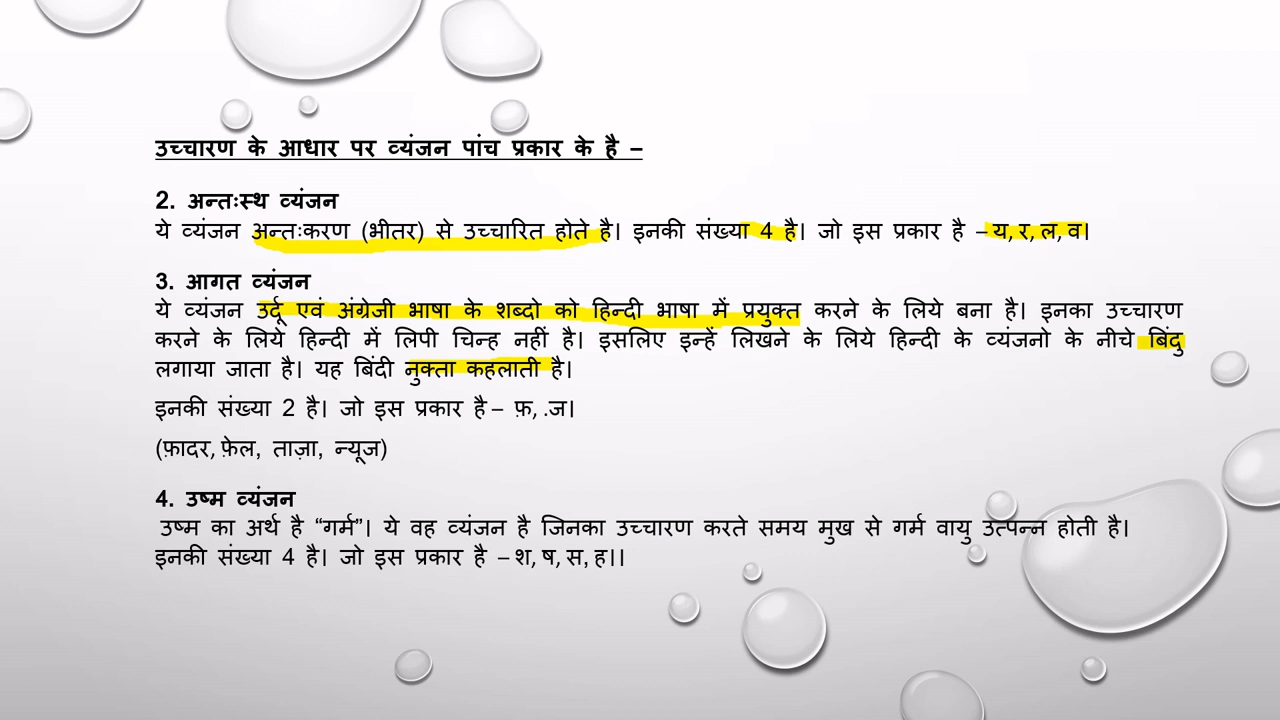 उच्चारण के आधार पर व्यंजन पांच प्रकार के है –
2. अन्तःस्थ व्यंजन
ये व्यंजन अन्तःकरण (भीतर) से उच्चारित होते है। इनकी संख्या 4 है। जो इस प्रकार है – य, र, ल, व।
3. आगत व्यंजन
ये व्यंजन उर्दू एवं अंग्रेजी भाषा के शब्दो को हिन्दी भाषा में प्रयुक्त करने के लिये बना है। इनका उच्चारण
करने के लिये हिन्दी में लिपी चिन्ह नहीं है। इसलिए इन्हें लिखने के लिये हिन्दी के व्यंजनो के नीचे बिंदु
लगाया जाता है। यह बिंदी नुक्ता कहलाती है।
इनकी संख्या 2 है। जो इस प्रकार है – फ़, .ज।
(फ़ादर, फ़ेल, ताज़ा, न्यूज)
4. उष्म व्यंजन
उष्म का अर्थ है “गर्म”। ये वह व्यंजन है जिनका उच्चारण करते समय मुख से गर्म वायु उत्पन्न होती है।
इनकी संख्या 4 है। जो इस प्रकार है – श, ष, स, ह।।